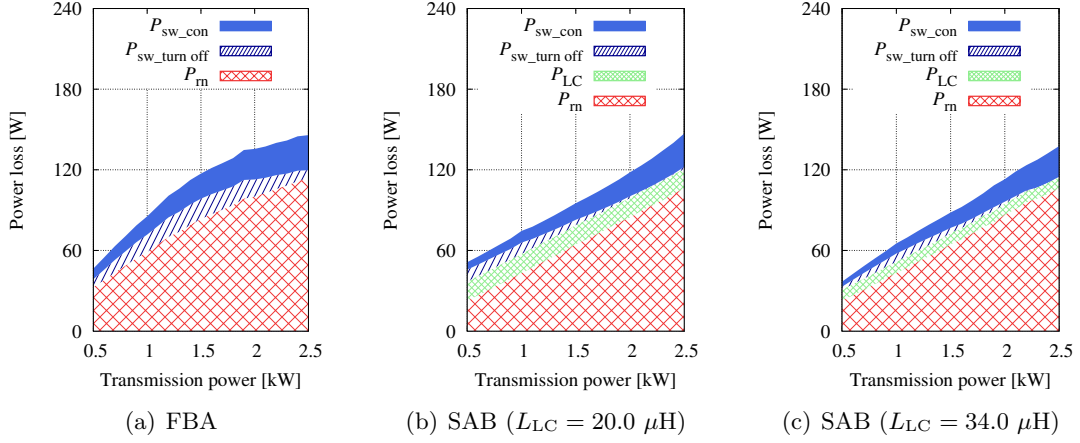 240
180
120
60
0
Power loss [W]
P_sw_con
P_sw_turn off
P_rn
0.5 1 1.5 2 2.5
Transmission power [kW]
(a) FBA
240
180
120
60
0
Power loss [W]
P_sw_con
P_sw_turn off
P_LC
P_rn
0.5 1 1.5 2 2.5
Transmission power [kW]
(b) SAB (L_LC = 20.0 μH)
240
180
120
60
0
Power loss [W]
P_sw_con
P_sw_turn off
P_LC
P_rn
0.5 1 1.5 2 2.5
Transmission power [kW]
(c) SAB (L_LC = 34.0 μH)